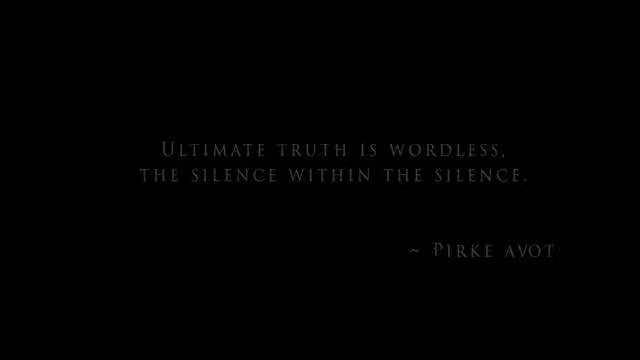 Ultimate truth is wordless,
the silence within the silence.
~ Pirke avot